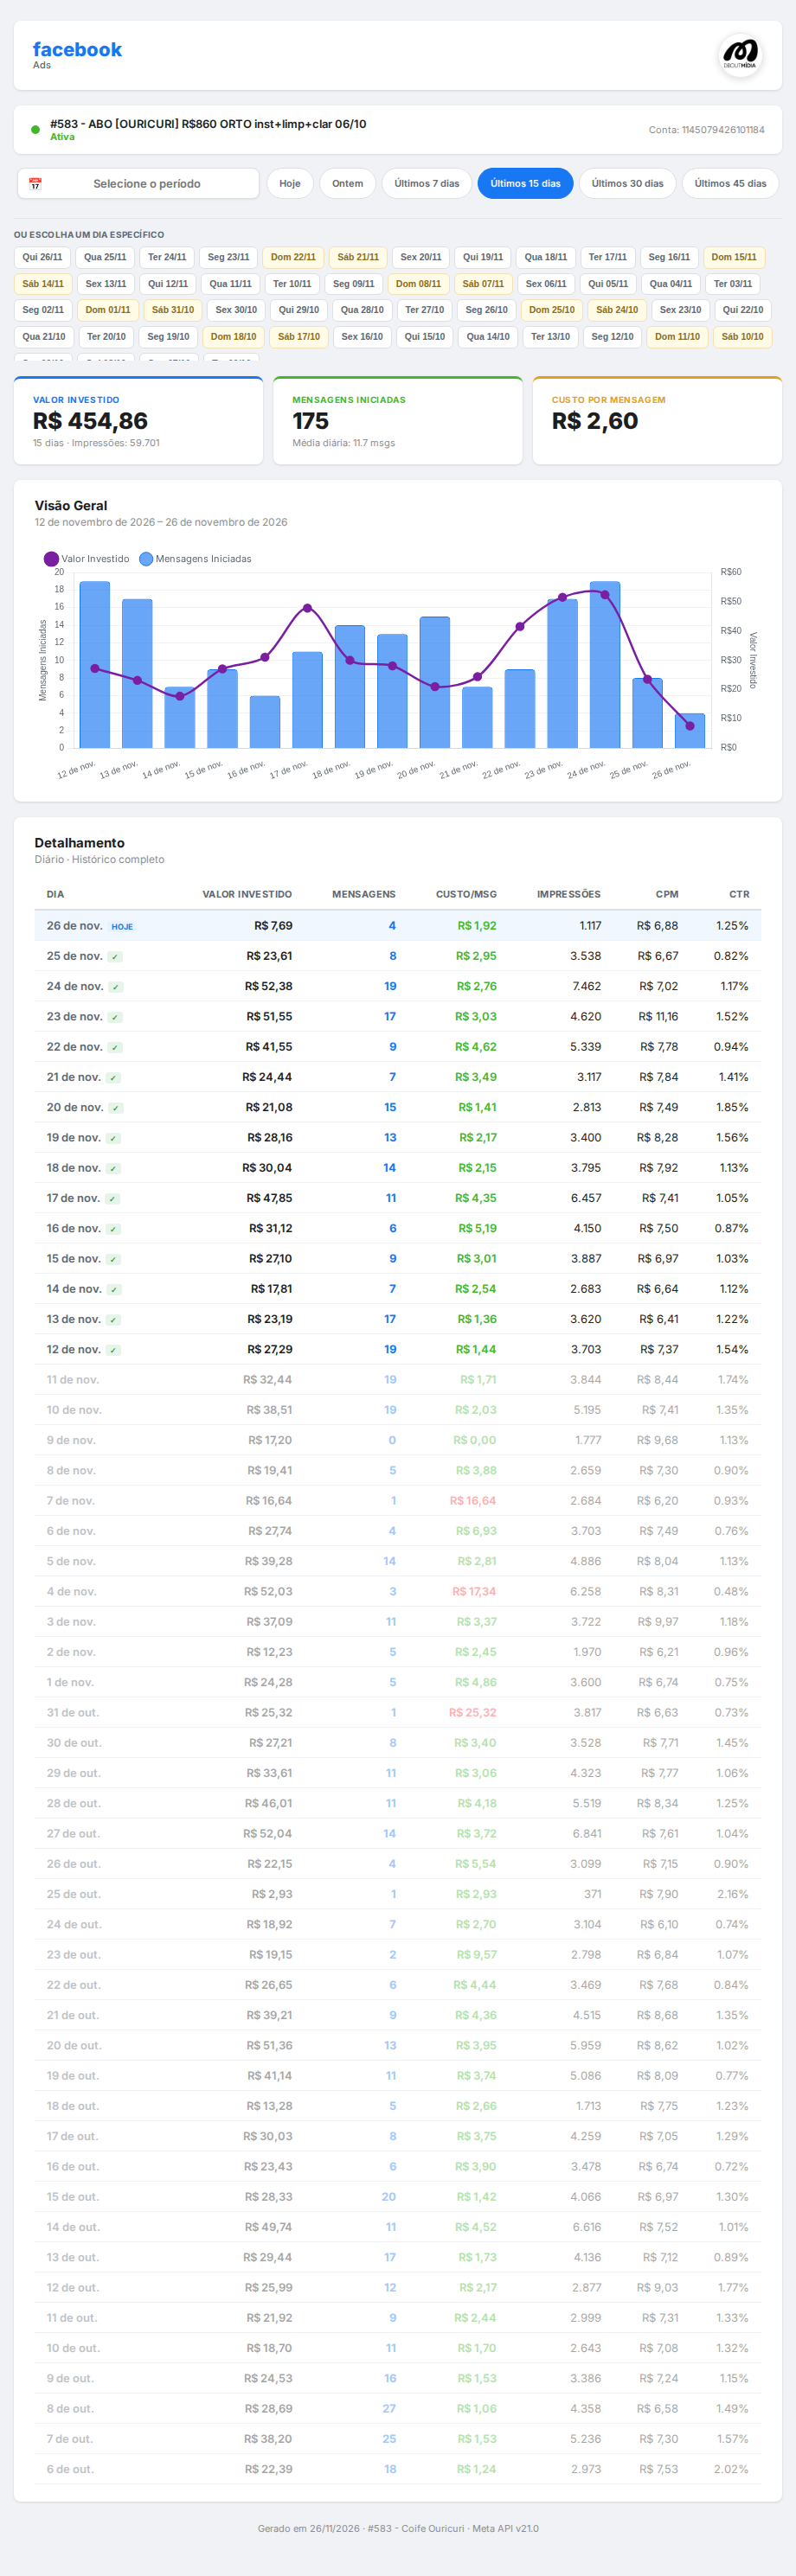 facebook
Ads
DROUTMÍDIA
#583 - ABO [OURICURI] R$860 ORTO inst+limp+clar 06/10
Ativa
Conta: 1145079426101184
Selecione o período
Hoje
Ontem
Últimos 7 dias
Últimos 15 dias
Últimos 30 dias
Últimos 45 dias
OU ESCOLHA UM DIA ESPECÍFICO
Qui 26/11 Qua 25/11 Ter 24/11 Seg 23/11 Dom 22/11 Sáb 21/11 Sex 20/11 Qui 19/11 Qua 18/11 Ter 17/11 Seg 16/11 Dom 15/11
Sáb 14/11 Sex 13/11 Qui 12/11 Qua 11/11 Ter 10/11 Seg 09/11 Dom 08/11 Sáb 07/11 Sex 06/11 Qui 05/11 Qua 04/11 Ter 03/11
Seg 02/11 Dom 01/11 Sáb 31/10 Sex 30/10 Qui 29/10 Qua 28/10 Ter 27/10 Seg 26/10 Dom 25/10 Sáb 24/10 Sex 23/10 Qui 22/10
Qua 21/10 Ter 20/10 Seg 19/10 Dom 18/10 Sáb 17/10 Sex 16/10 Qui 15/10 Qua 14/10 Ter 13/10 Seg 12/10 Dom 11/10 Sáb 10/10
VALOR INVESTIDO
R$ 454,86
15 dias · Impressões: 59.701
MENSAGENS INICIADAS
175
Média diária: 11.7 msgs
CUSTO POR MENSAGEM
R$ 2,60
Visão Geral
12 de novembro de 2026 – 26 de novembro de 2026
Valor Investido Mensagens Iniciadas
Mensagens Iniciadas
20
18
16
14
12
10
8
6
4
2
0
R$60
R$50
R$40
R$30
R$20
R$10
R$0
Valor Investido
12 de nov. 13 de nov. 14 de nov. 15 de nov. 16 de nov. 17 de nov. 18 de nov. 19 de nov. 20 de nov. 21 de nov. 22 de nov. 23 de nov. 24 de nov. 25 de nov. 26 de nov.
Detalhamento
Diário · Histórico completo
DIA VALOR INVESTIDO MENSAGENS CUSTO/MSG IMPRESSÕES CPM CTR
26 de nov. HOJE R$ 7,69 4 R$ 1,92 1.117 R$ 6,88 1.25%
25 de nov. ✓ R$ 23,61 8 R$ 2,95 3.538 R$ 6,67 0.82%
24 de nov. ✓ R$ 52,38 19 R$ 2,76 7.462 R$ 7,02 1.17%
23 de nov. ✓ R$ 51,55 17 R$ 3,03 4.620 R$ 11,16 1.52%
22 de nov. ✓ R$ 41,55 9 R$ 4,62 5.339 R$ 7,78 0.94%
21 de nov. ✓ R$ 24,44 7 R$ 3,49 3.117 R$ 7,84 1.41%
20 de nov. ✓ R$ 21,08 15 R$ 1,41 2.813 R$ 7,49 1.85%
19 de nov. ✓ R$ 28,16 13 R$ 2,17 3.400 R$ 8,28 1.56%
18 de nov. ✓ R$ 30,04 14 R$ 2,15 3.795 R$ 7,92 1.13%
17 de nov. ✓ R$ 47,85 11 R$ 4,35 6.457 R$ 7,41 1.05%
16 de nov. ✓ R$ 31,12 6 R$ 5,19 4.150 R$ 7,50 0.87%
15 de nov. ✓ R$ 27,10 9 R$ 3,01 3.887 R$ 6,97 1.03%
14 de nov. ✓ R$ 17,81 7 R$ 2,54 2.683 R$ 6,64 1.12%
13 de nov. ✓ R$ 23,19 17 R$ 1,36 3.620 R$ 6,41 1.22%
12 de nov. ✓ R$ 27,29 19 R$ 1,44 3.703 R$ 7,37 1.54%
11 de nov. R$ 32,44 19 R$ 1,71 3.844 R$ 8,44 1.74%
10 de nov. R$ 38,51 19 R$ 2,03 5.195 R$ 7,41 1.35%
9 de nov. R$ 17,20 0 R$ 0,00 1.777 R$ 9,68 1.13%
8 de nov. R$ 19,41 5 R$ 3,88 2.659 R$ 7,30 0.90%
7 de nov. R$ 16,64 1 R$ 16,64 2.684 R$ 6,20 0.93%
6 de nov. R$ 27,74 4 R$ 6,93 3.703 R$ 7,49 0.76%
5 de nov. R$ 39,28 14 R$ 2,81 4.886 R$ 8,04 1.13%
4 de nov. R$ 52,03 3 R$ 17,34 6.258 R$ 8,31 0.48%
3 de nov. R$ 37,09 11 R$ 3,37 3.722 R$ 9,97 1.18%
2 de nov. R$ 12,23 5 R$ 2,45 1.970 R$ 6,21 0.96%
1 de nov. R$ 24,28 5 R$ 4,86 3.600 R$ 6,74 0.75%
31 de out. R$ 25,32 1 R$ 25,32 3.817 R$ 6,63 0.73%
30 de out. R$ 27,21 8 R$ 3,40 3.528 R$ 7,71 1.45%
29 de out. R$ 33,61 11 R$ 3,06 4.323 R$ 7,77 1.06%
28 de out. R$ 46,01 11 R$ 4,18 5.519 R$ 8,34 1.25%
27 de out. R$ 52,04 14 R$ 3,72 6.841 R$ 7,61 1.04%
26 de out. R$ 22,15 4 R$ 5,54 3.099 R$ 7,15 0.90%
25 de out. R$ 2,93 1 R$ 2,93 371 R$ 7,90 2.16%
24 de out. R$ 18,92 7 R$ 2,70 3.104 R$ 6,10 0.74%
23 de out. R$ 19,15 2 R$ 9,57 2.798 R$ 6,84 1.07%
22 de out. R$ 26,65 6 R$ 4,44 3.469 R$ 7,68 0.84%
21 de out. R$ 39,21 9 R$ 4,36 4.515 R$ 8,68 1.35%
20 de out. R$ 51,36 13 R$ 3,95 5.959 R$ 8,62 1.02%
19 de out. R$ 41,14 11 R$ 3,74 5.086 R$ 8,09 0.77%
18 de out. R$ 13,28 5 R$ 2,66 1.713 R$ 7,75 1.23%
17 de out. R$ 30,03 8 R$ 3,75 4.259 R$ 7,05 1.29%
16 de out. R$ 23,43 6 R$ 3,90 3.478 R$ 6,74 0.72%
15 de out. R$ 28,33 20 R$ 1,42 4.066 R$ 6,97 1.30%
14 de out. R$ 49,74 11 R$ 4,52 6.616 R$ 7,52 1.01%
13 de out. R$ 29,44 17 R$ 1,73 4.136 R$ 7,12 0.89%
12 de out. R$ 25,99 12 R$ 2,17 2.877 R$ 9,03 1.77%
11 de out. R$ 21,92 9 R$ 2,44 2.999 R$ 7,31 1.33%
10 de out. R$ 18,70 11 R$ 1,70 2.643 R$ 7,08 1.32%
9 de out. R$ 24,53 16 R$ 1,53 3.386 R$ 7,24 1.15%
8 de out. R$ 28,69 27 R$ 1,06 4.358 R$ 6,58 1.49%
7 de out. R$ 38,20 25 R$ 1,53 5.236 R$ 7,30 1.57%
6 de out. R$ 22,39 18 R$ 1,24 2.973 R$ 7,53 2.02%
Gerado em 26/11/2026 · #583 - Coife Ouricuri · Meta API v21.0